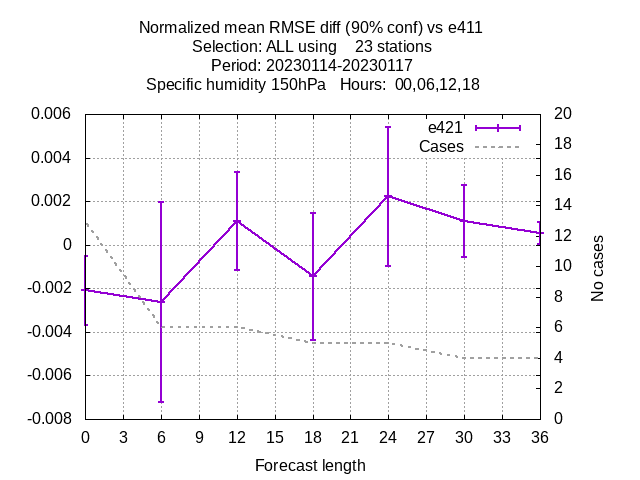 Normalized mean RMSE diff (90% conf) vs e411
Selection: ALL using    23 stations
Period: 20230114-20230117
Specific humidity 150hPa   Hours:  00,06,12,18
0.006
0.004
0.002
0
-0.002
-0.004
-0.006
-0.008
20
18
16
14
12
10
8
6
4
2
0
e421
Cases
No cases
0 3 6 9 12 15 18 21 24 27 30 33 36
Forecast length